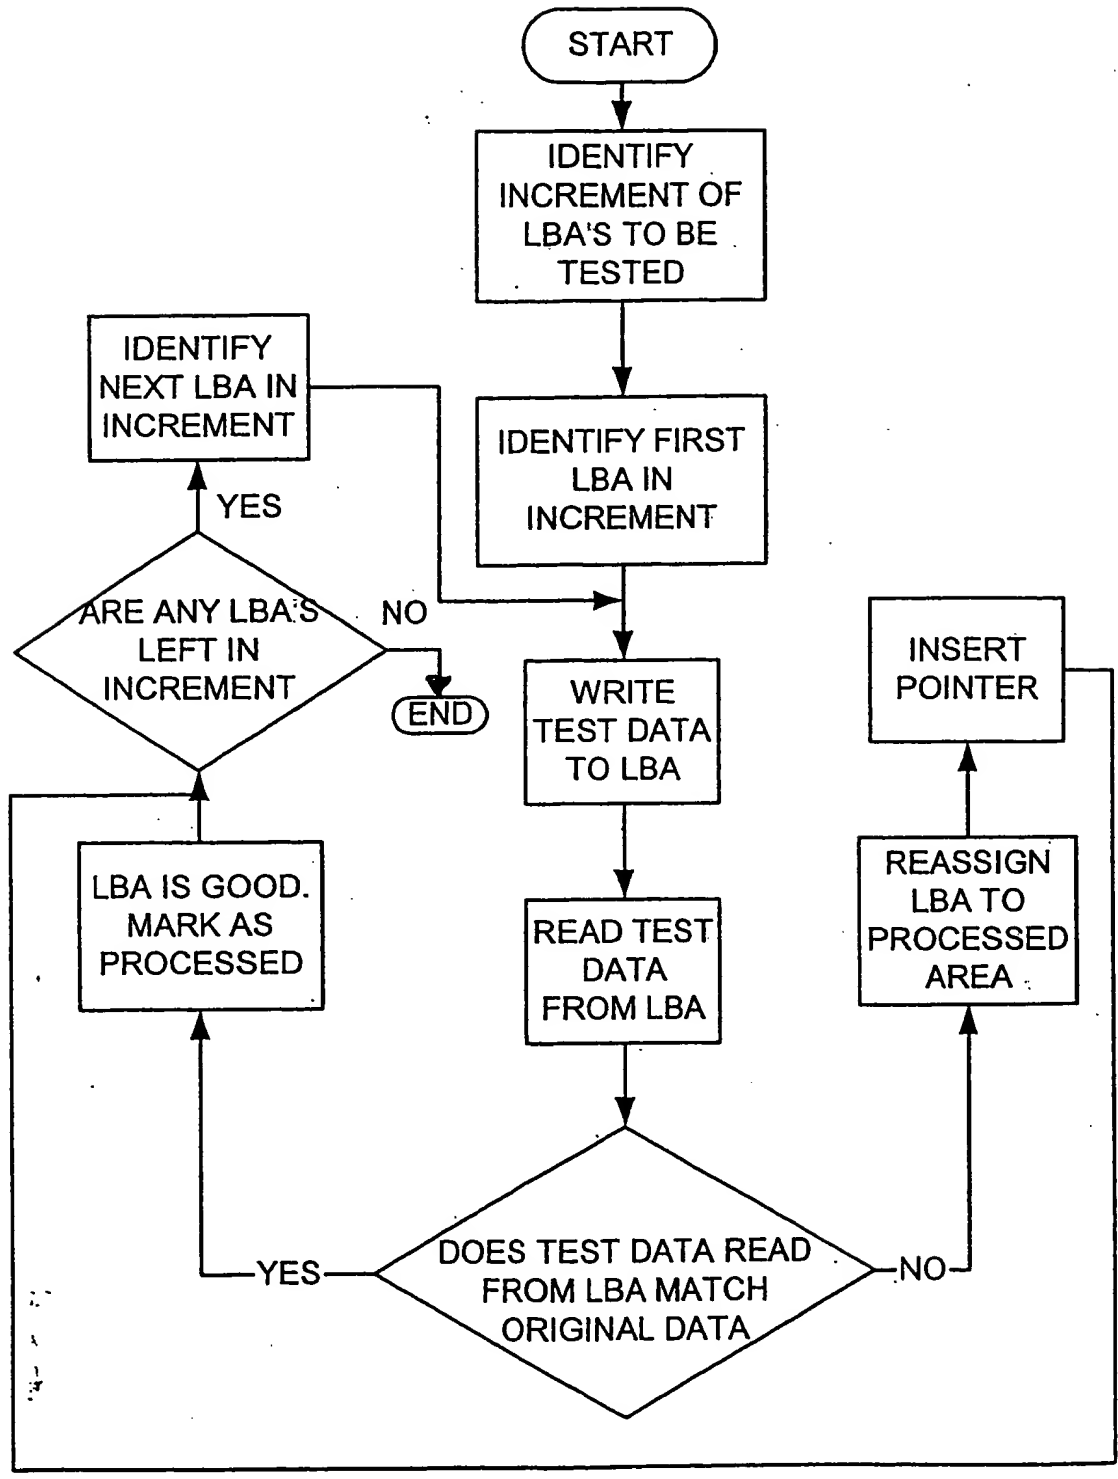 START
IDENTIFY
INCREMENT OF
LBA'S TO BE
TESTED
IDENTIFY
NEXT LBA IN
INCREMENT
IDENTIFY FIRST
LBA IN
INCREMENT
YES
ARE ANY LBA'S
LEFT IN
INCREMENT
NO
END
WRITE
TEST DATA
TO LBA
INSERT
POINTER
LBA IS GOOD.
MARK AS
PROCESSED
READ TEST
DATA
FROM LBA
REASSIGN
LBA TO
PROCESSED
AREA
DOES TEST DATA READ
FROM LBA MATCH
ORIGINAL DATA
YES
NO